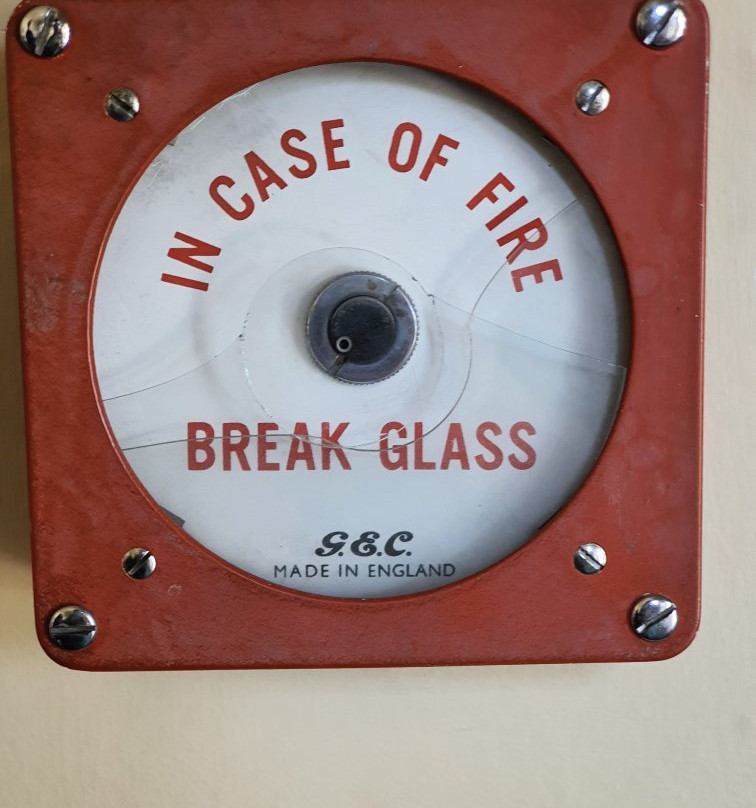 IN CASE OF FIRE
BREAK GLASS
G.E.C.
MADE IN ENGLAND